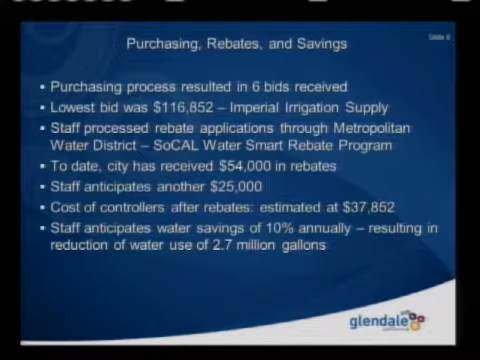 Slide 8
Purchasing, Rebates, and Savings
▪ Purchasing process resulted in 6 bids received
▪ Lowest bid was $116,852 – Imperial Irrigation Supply
▪ Staff processed rebate applications through Metropolitan
Water District – SoCAL Water Smart Rebate Program
▪ To date, city has received $54,000 in rebates
▪ Staff anticipates another $25,000
▪ Cost of controllers after rebates: estimated at $37,852
▪ Staff anticipates water savings of 10% annually – resulting in
reduction of water use of 2.7 million gallons
glendale